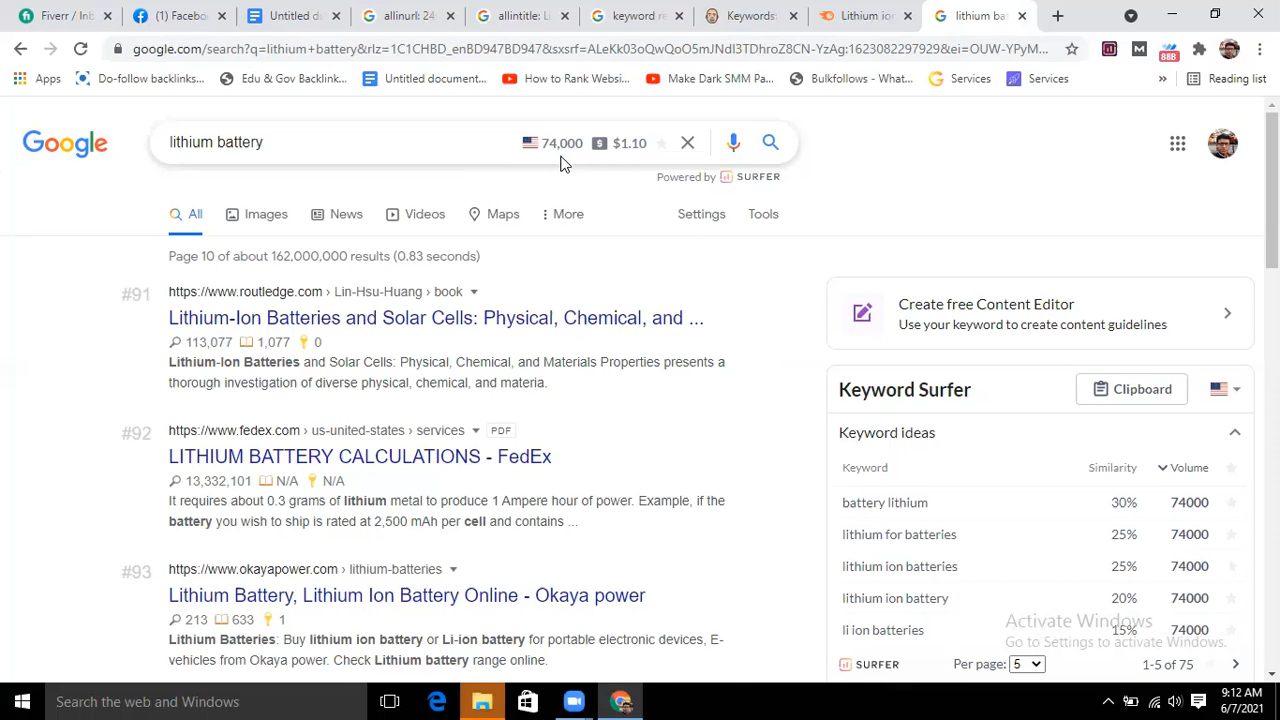 Fiverr / Inb
(1) Facebook
Untitled do
allinurl: 24
allintitle: Li
keyword re
Keywords
Lithium ion
lithium bat
google.com/search?q=lithium+battery&rlz=1C1CHBD_enBD947BD947&sxsrf=ALeKk03oQwQoO5mJNdl3TDhroZ8CN-YzAg:1623082297929&ei=OUW-YPyM...
88B
Apps
Do-follow backlinks...
Edu & Gov Backlink...
Untitled document...
How to Rank Websi...
Make Dark SMM Pa...
Bulkfollows - What...
Services
Services
»
Reading list
Google
lithium battery
74,000
$1.10
Powered by SURFER
All
Images
News
Videos
Maps
More
Settings
Tools
Page 10 of about 162,000,000 results (0.83 seconds)
#91
https://www.routledge.com › Lin-Hsu-Huang › book
Lithium-Ion Batteries and Solar Cells: Physical, Chemical, and ...
113,077 1,077 0
Lithium-Ion Batteries and Solar Cells: Physical, Chemical, and Materials Properties presents a
thorough investigation of diverse physical, chemical, and materia.
#92
https://www.fedex.com › us-united-states › services PDF
LITHIUM BATTERY CALCULATIONS - FedEx
13,332,101 N/A N/A
It requires about 0.3 grams of lithium metal to produce 1 Ampere hour of power. Example, if the
battery you wish to ship is rated at 2,500 mAh per cell and contains ...
#93
https://www.okayapower.com › lithium-batteries
Lithium Battery, Lithium Ion Battery Online - Okaya power
213 633 1
Lithium Batteries: Buy lithium ion battery or Li-ion battery for portable electronic devices, E-
vehicles from Okaya power. Check Lithium battery range online.
Create free Content Editor
Use your keyword to create content guidelines
Keyword Surfer
Clipboard
Keyword ideas
Keyword Similarity Volume
battery lithium 30% 74000
lithium for batteries 25% 74000
lithium ion batteries 25% 74000
lithium ion battery 20% 74000
li ion batteries 15% 74000
Activate Windows
Go to Settings to activate Windows.
SURFER
Per page: 5
1-5 of 75
Search the web and Windows
9:12 AM
6/7/2021